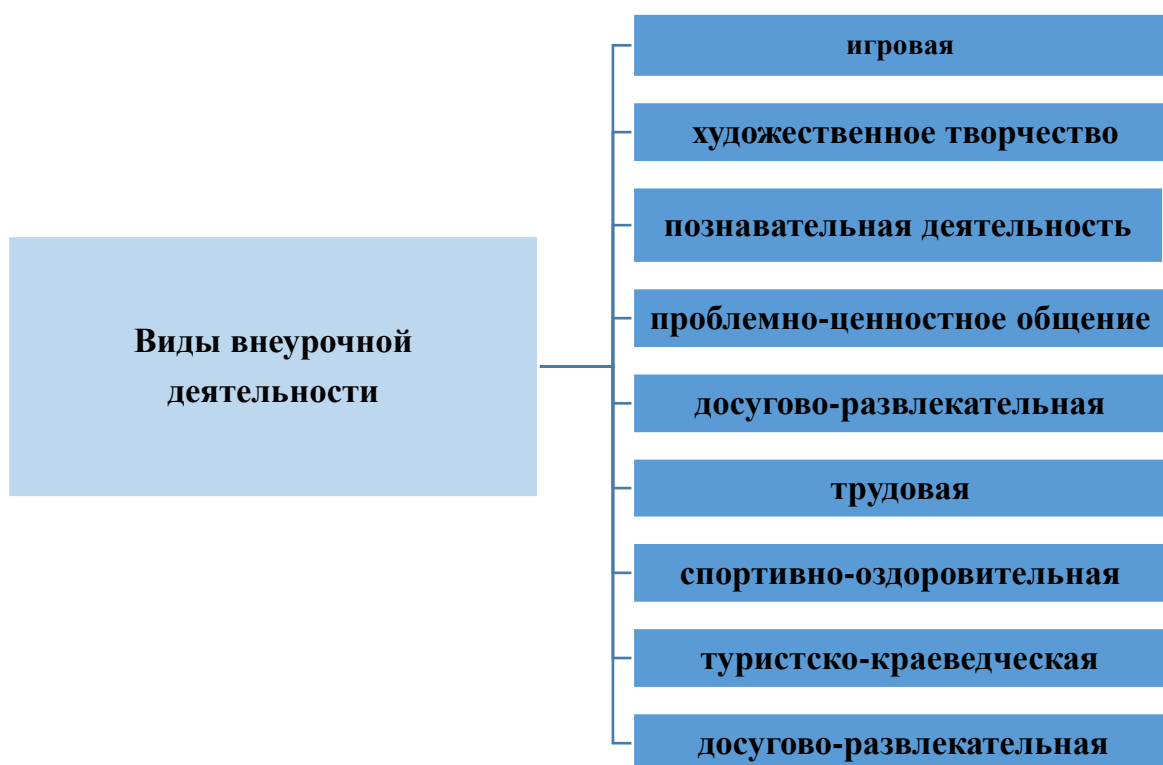 Виды внеурочной
деятельности
игровая
художественное творчество
познавательная деятельность
проблемно-ценностное общение
досугово-развлекательная
трудовая
спортивно-оздоровительная
туристско-краеведческая
досугово-развлекательная